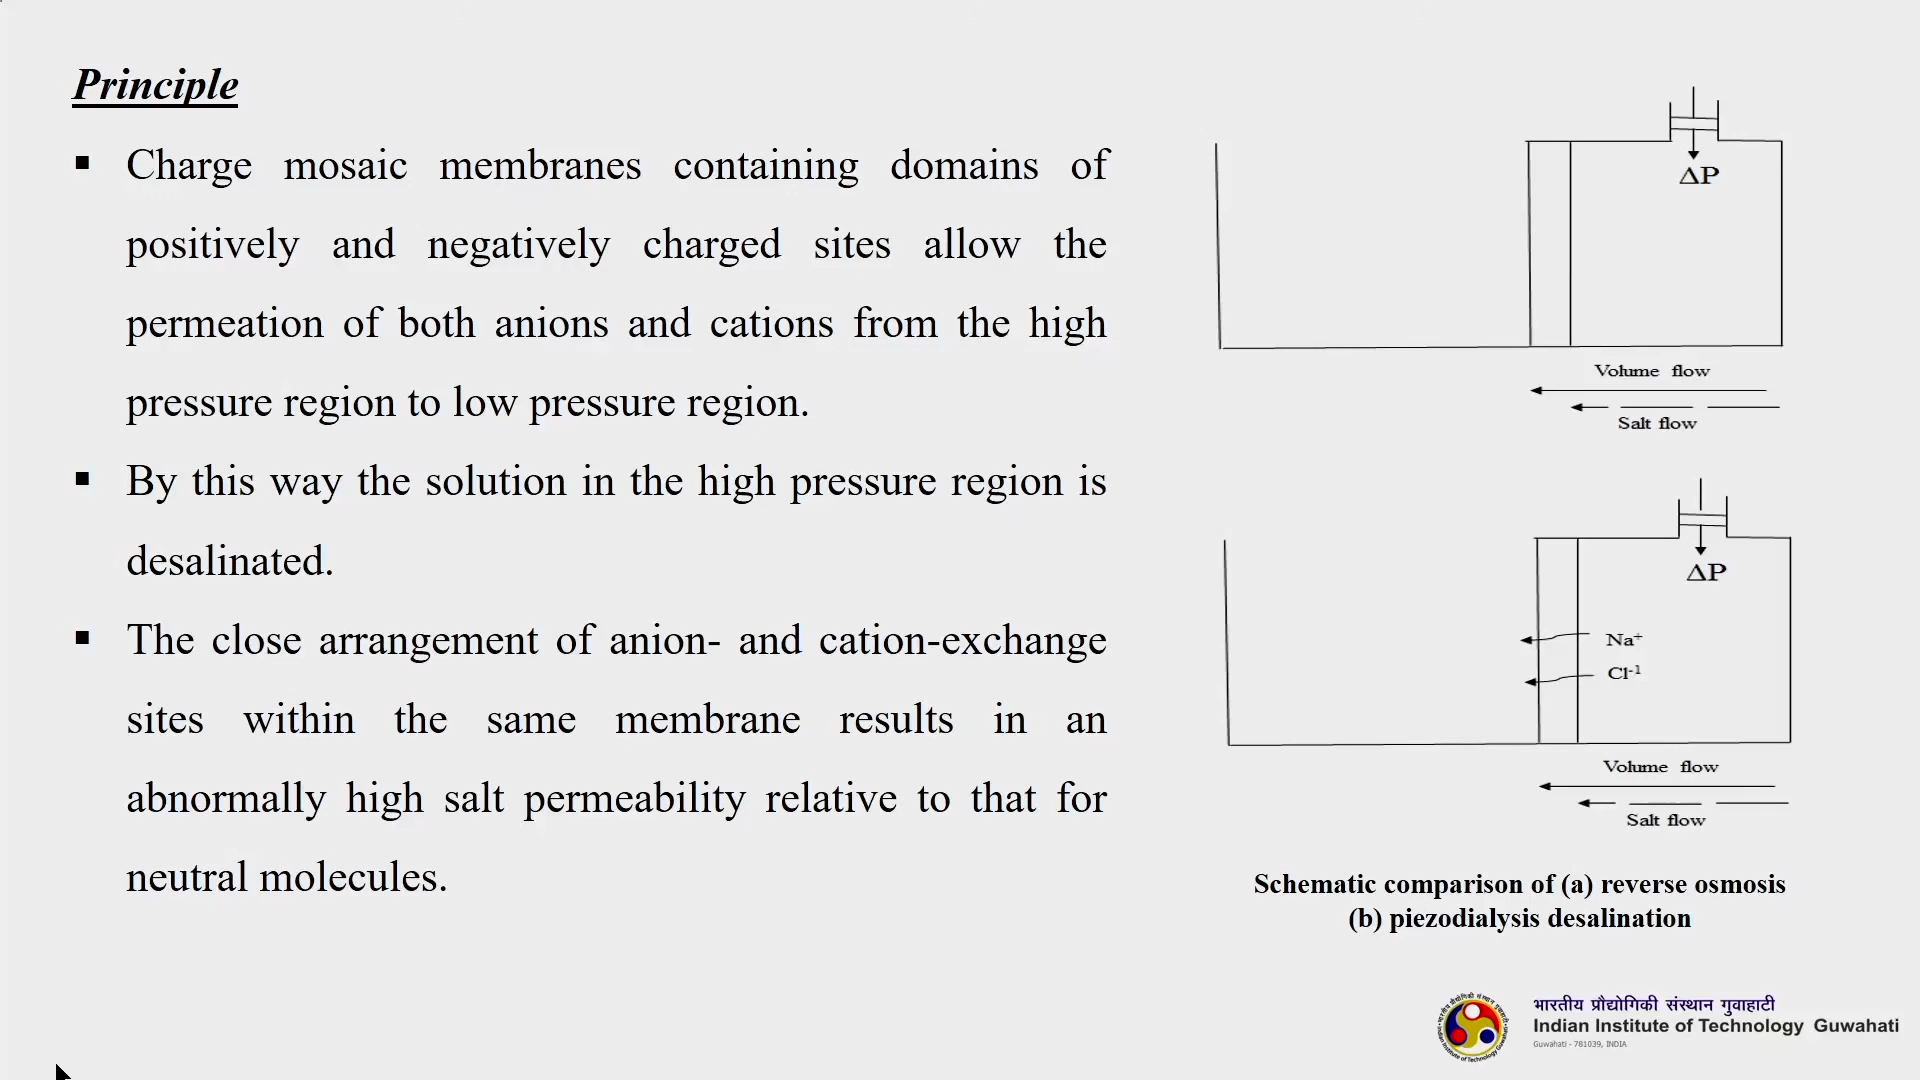 Principle
▪ Charge mosaic membranes containing domains of
positively and negatively charged sites allow the
permeation of both anions and cations from the high
pressure region to low pressure region.
▪ By this way the solution in the high pressure region is
desalinated.
▪ The close arrangement of anion- and cation-exchange
sites within the same membrane results in an
abnormally high salt permeability relative to that for
neutral molecules.
ΔP
Volume flow
Salt flow
ΔP
Na⁺
Cl⁻¹
Volume flow
Salt flow
Schematic comparison of (a) reverse osmosis
(b) piezodialysis desalination
भारतीय प्रौद्योगिकी संस्थान गुवाहाटी
Indian Institute of Technology Guwahati
Guwahati - 781039, INDIA